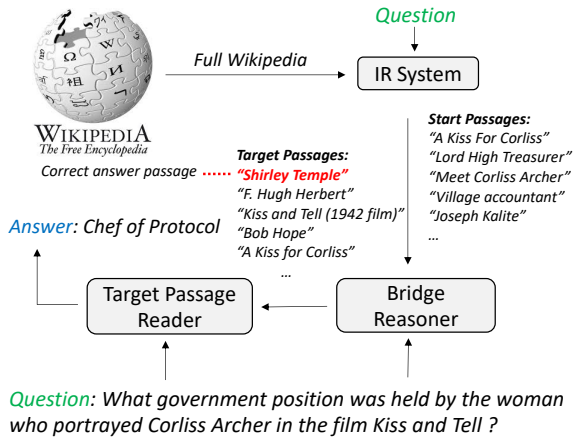 Question
Full Wikipedia
IR System
WIKIPEDIA
The Free Encyclopedia
Start Passages:
"A Kiss For Corliss"
"Lord High Treasurer"
"Meet Corliss Archer"
"Village accountant"
"Joseph Kalite"
...
Target Passages:
Correct answer passage
"Shirley Temple"
"F. Hugh Herbert"
"Kiss and Tell (1942 film)"
"Bob Hope"
"A Kiss for Corliss"
...
Answer: Chef of Protocol
Target Passage
Reader
Bridge
Reasoner
Question: What government position was held by the woman
who portrayed Corliss Archer in the film Kiss and Tell ?